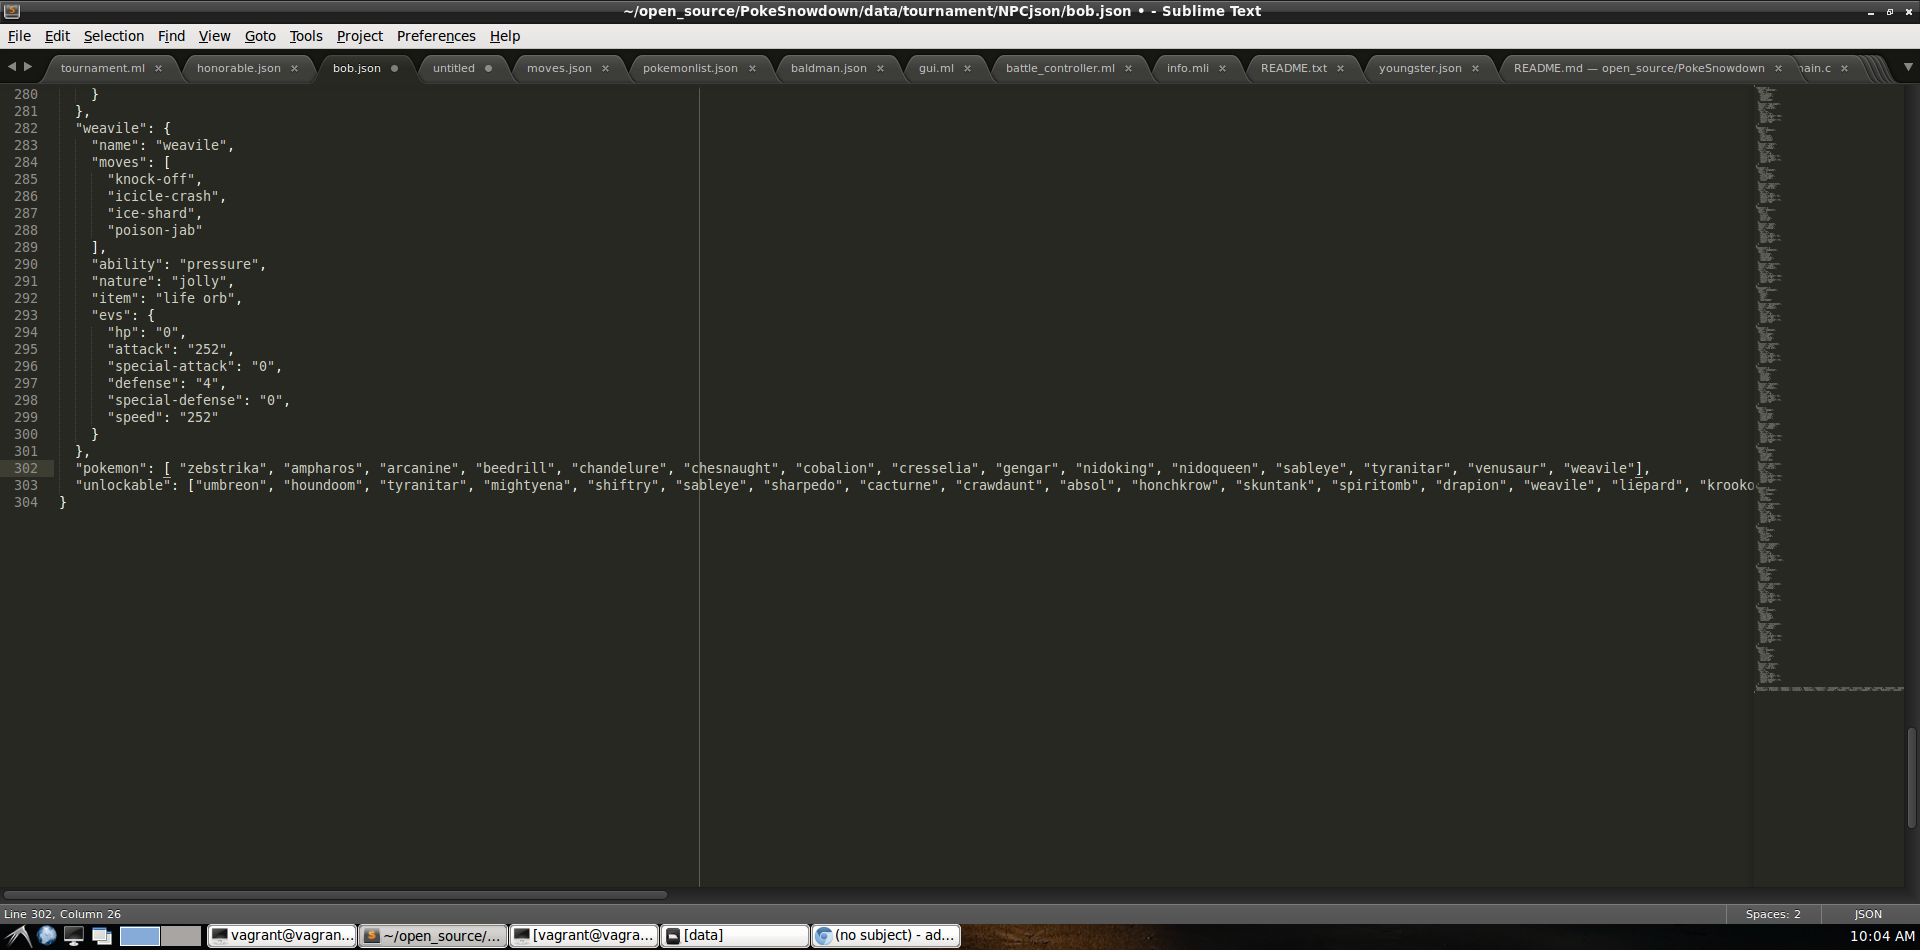 ~/open_source/PokeSnowdown/data/tournament/NPCjson/bob.json • - Sublime Text
File Edit Selection Find View Goto Tools Project Preferences Help
tournament.ml × honorable.json × bob.json untitled moves.json × pokemonlist.json × baldman.json × gui.ml × battle_controller.ml × info.mli × README.txt × youngster.json × README.md — open_source/PokeSnowdown × ain.c ×
280 }
281 },
282 "weavile": {
283 "name": "weavile",
284 "moves": [
285 "knock-off",
286 "icicle-crash",
287 "ice-shard",
288 "poison-jab"
289 ],
290 "ability": "pressure",
291 "nature": "jolly",
292 "item": "life orb",
293 "evs": {
294 "hp": "0",
295 "attack": "252",
296 "special-attack": "0",
297 "defense": "4",
298 "special-defense": "0",
299 "speed": "252"
300 }
301 },
302 "pokemon": [ "zebstrika", "ampharos", "arcanine", "beedrill", "chandelure", "chesnaught", "cobalion", "cresselia", "gengar", "nidoking", "nidoqueen", "sableye", "tyranitar", "venusaur", "weavile"],
303 "unlockable": ["umbreon", "houndoom", "tyranitar", "mightyena", "shiftry", "sableye", "sharpedo", "cacturne", "crawdaunt", "absol", "honchkrow", "skuntank", "spiritomb", "drapion", "weavile", "liepard", "krooko
304 }
Line 302, Column 26 Spaces: 2 JSON
vagrant@vagran... ~/open_source/... [vagrant@vagra... [data] (no subject) - ad... 10:04 AM